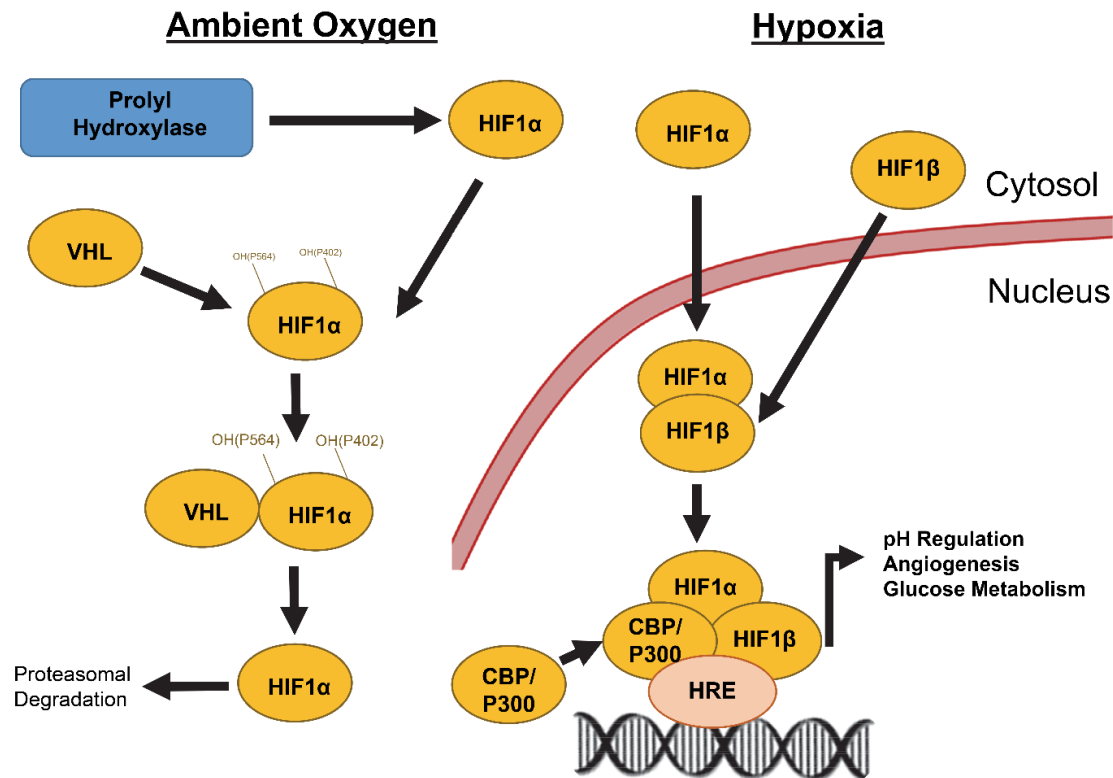 Ambient Oxygen
Hypoxia
Prolyl
Hydroxylase
HIF1α
HIF1α
HIF1β
Cytosol
Nucleus
VHL
OH(P564)
OH(P402)
HIF1α
HIF1α
HIF1β
OH(P564)
OH(P402)
VHL
HIF1α
pH Regulation
Angiogenesis
Glucose Metabolism
HIF1α
CBP/
P300
HIF1β
HRE
CBP/
P300
Proteasomal
Degradation
HIF1α